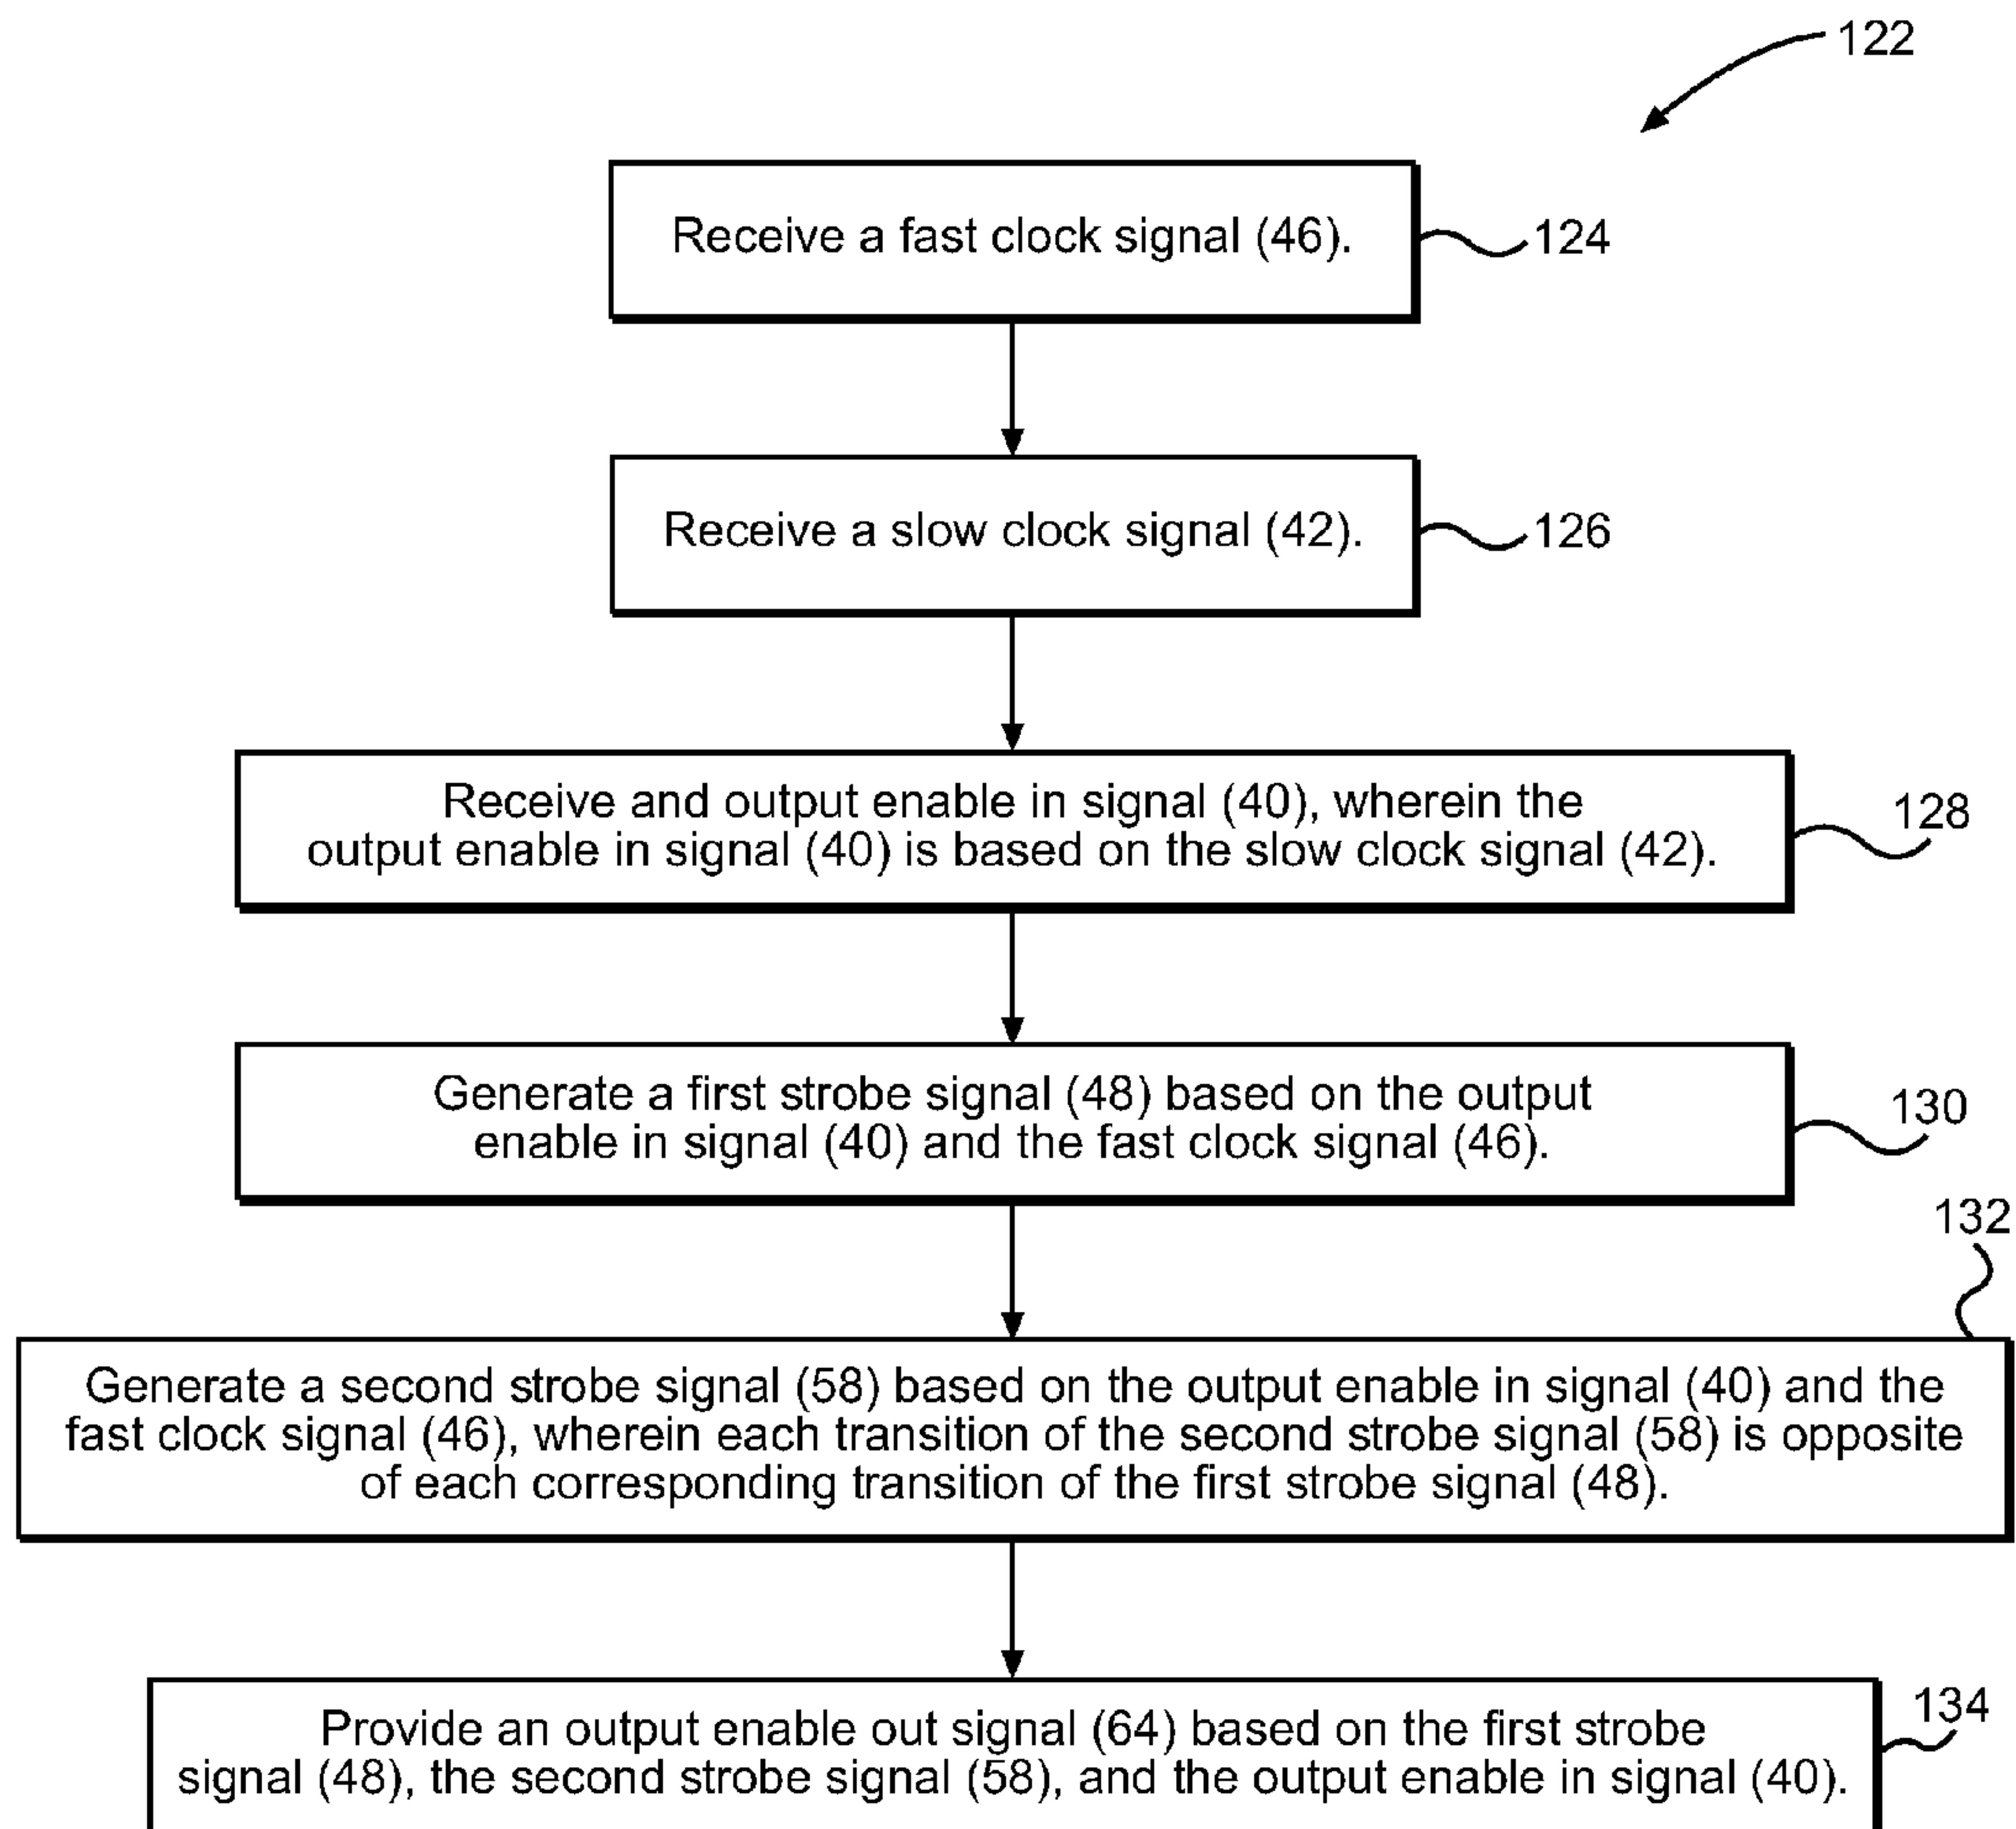 122
Receive a fast clock signal (46).
124
Receive a slow clock signal (42).
126
Receive and output enable in signal (40), wherein the
output enable in signal (40) is based on the slow clock signal (42).
128
Generate a first strobe signal (48) based on the output
enable in signal (40) and the fast clock signal (46).
130
132
Generate a second strobe signal (58) based on the output enable in signal (40) and the
fast clock signal (46), wherein each transition of the second strobe signal (58) is opposite
of each corresponding transition of the first strobe signal (48).
134
Provide an output enable out signal (64) based on the first strobe
signal (48), the second strobe signal (58), and the output enable in signal (40).